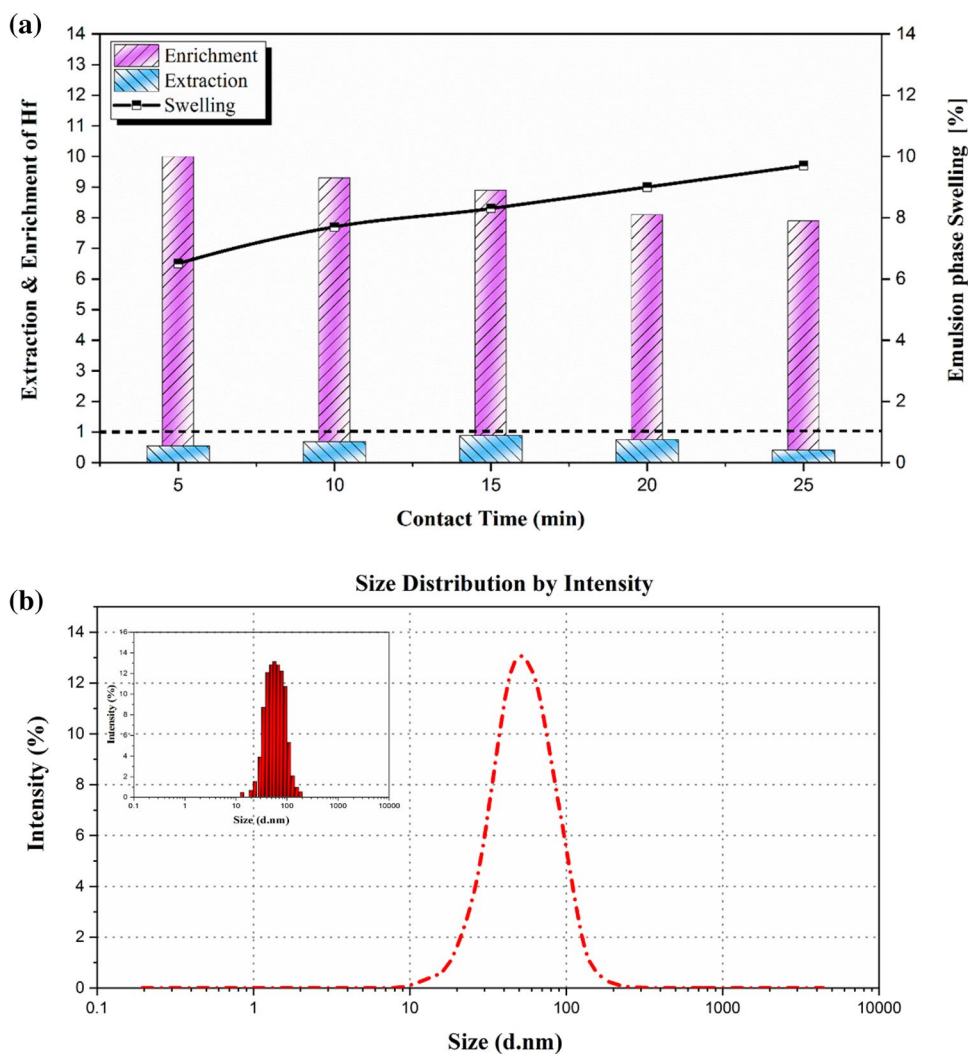 (a)
Enrichment
Extraction
Swelling
14
13
12
11
10
9
8
7
6
5
4
3
2
1
0
Extraction & Enrichment of Hf
14
12
10
8
6
4
2
0
Emulsion phase Swelling [%]
5 10 15 20 25
Contact Time (min)
(b)
Size Distribution by Intensity
14
12
10
8
6
4
2
0
Intensity (%)
16
14
12
10
8
6
4
2
0
Intensity (%)
0.1 1 10 100 1000 10000
Size (d.nm)
0.1 1 10 100 1000 10000
Size (d.nm)